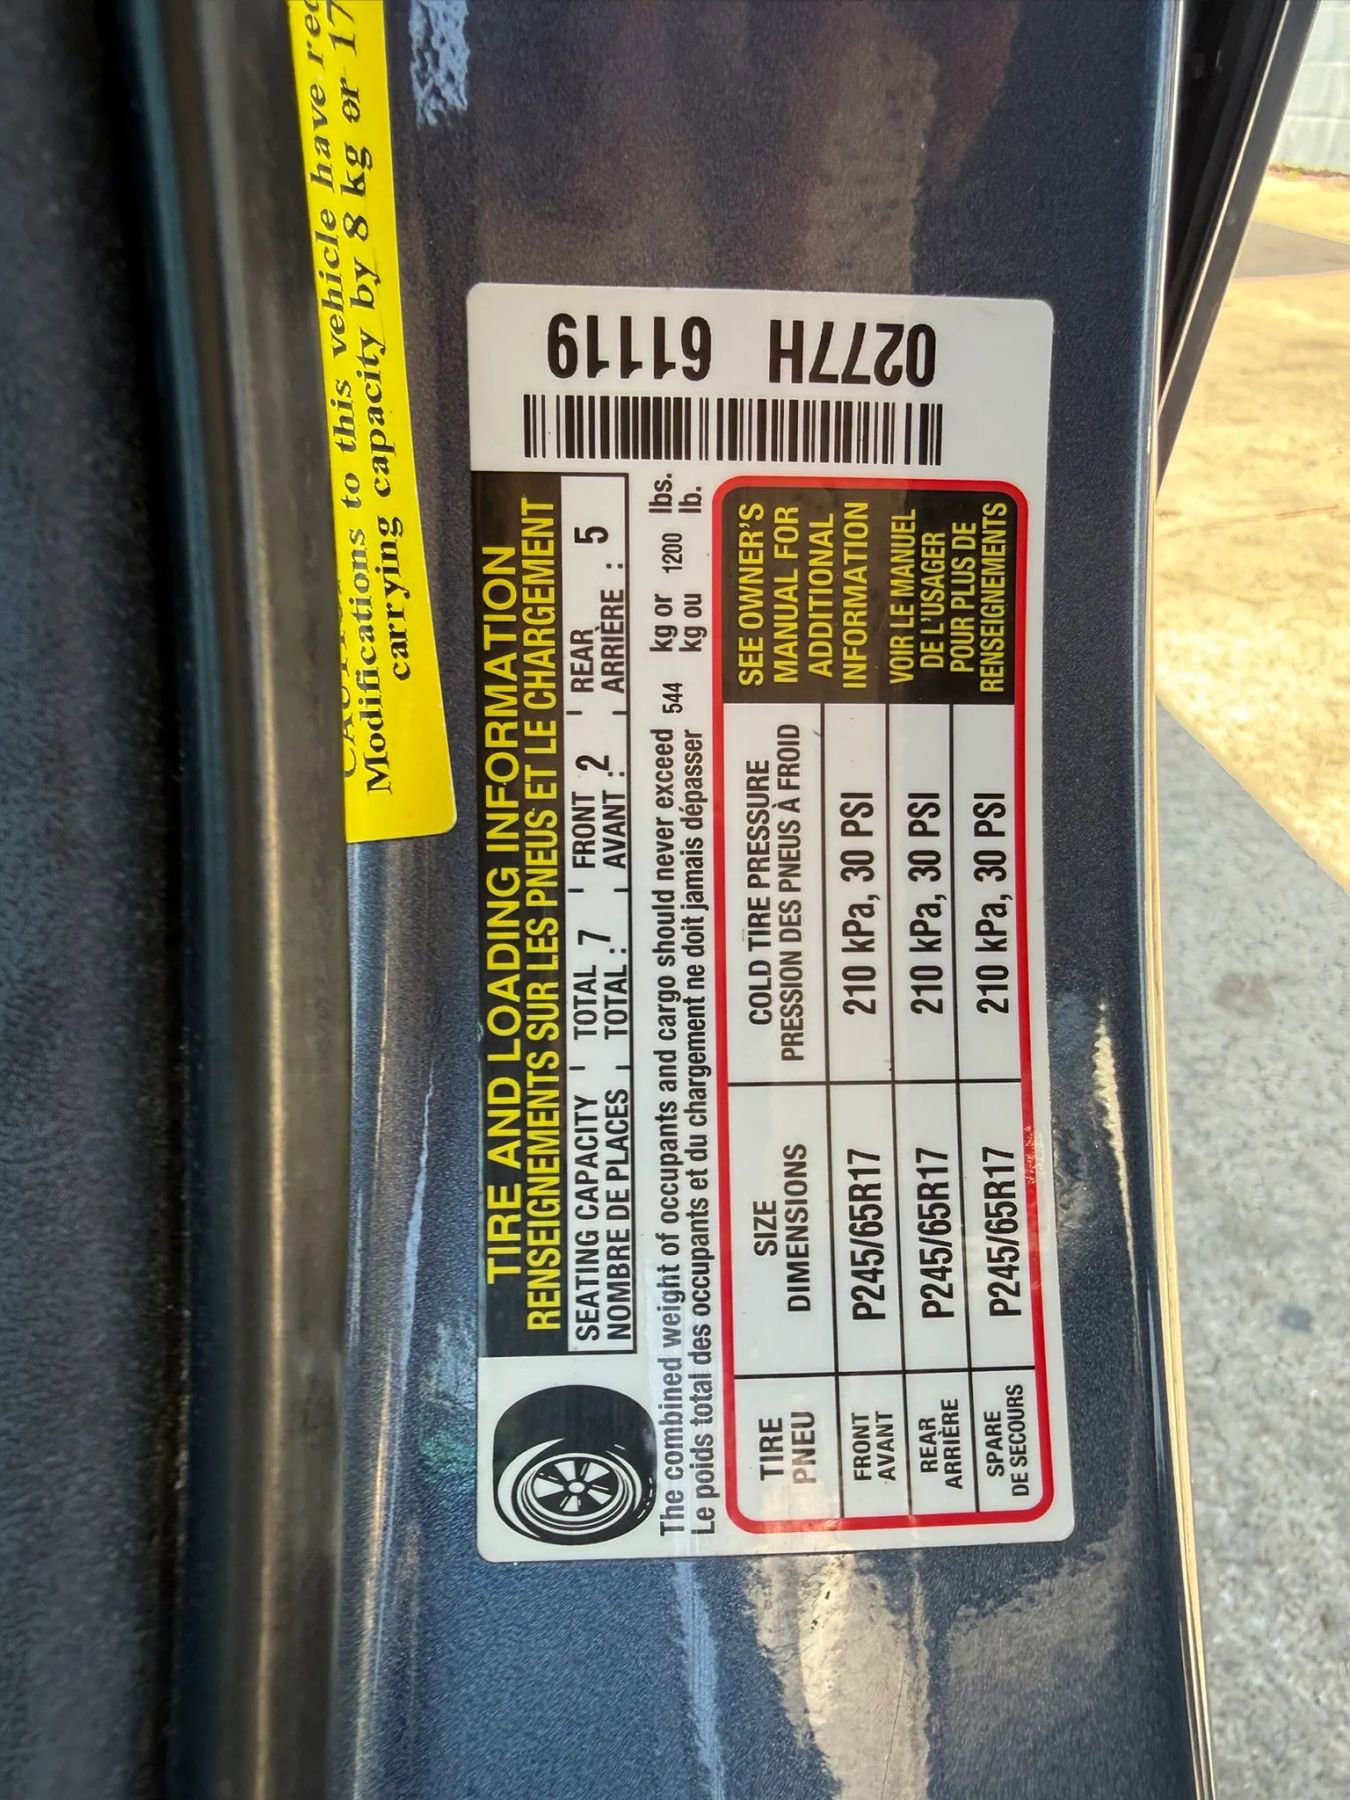 Modifications to this vehicle have
carrying capacity by 8 kg or 17
TIRE AND LOADING INFORMATION
RENSEIGNEMENTS SUR LES PNEUS ET LE CHARGEMENT
SEATING CAPACITY TOTAL 7 FRONT 2 REAR 5
NOMBRE DE PLACES TOTAL : AVANT : ARRIÈRE :
The combined weight of occupants and cargo should never exceed 544 kg or 1200 lbs.
Le poids total des occupants et du chargement ne doit jamais dépasser kg ou lb.
TIRE SIZE COLD TIRE PRESSURE
PNEU DIMENSIONS PRESSION DES PNEUS À FROID
FRONT P245/65R17 210 kPa, 30 PSI
AVANT
REAR P245/65R17 210 kPa, 30 PSI
ARRIÈRE
SPARE P245/65R17 210 kPa, 30 PSI
DE SECOURS
SEE OWNER'S
MANUAL FOR
ADDITIONAL
INFORMATION
VOIR LE MANUEL
DE L'USAGER
POUR PLUS DE
RENSEIGNEMENTS
0277H 61119